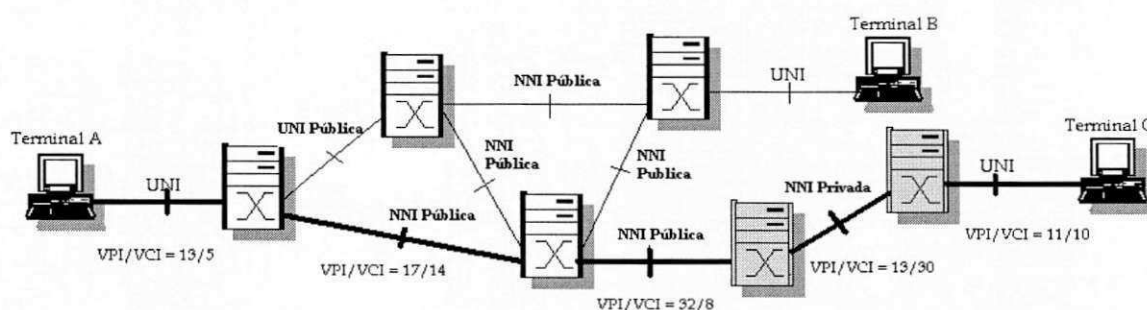 Terminal B
NNI Pública
UNI
UNI Pública
Terminal A
Terminal C
NNI
Pública
NNI
Publica
UNI
UNI
NNI Privada
NNI Pública
NNI Pública
VPI/VCI = 13/5
VPI/VCI = 17/14
VPI/VCI = 13/30
VPI/VCI = 11/10
VPI/VCI = 32/8